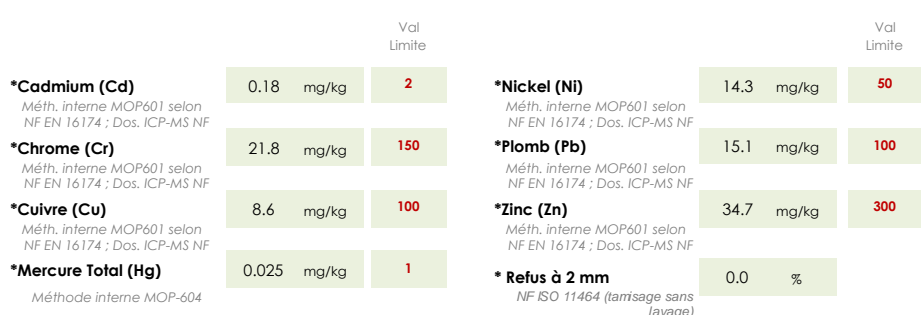 Val
Limite
*Cadmium (Cd) 0.18 mg/kg 2
Méth. interne MOP601 selon
NF EN 16174 ; Dos. ICP-MS NF
*Chrome (Cr) 21.8 mg/kg 150
Méth. interne MOP601 selon
NF EN 16174 ; Dos. ICP-MS NF
*Cuivre (Cu) 8.6 mg/kg 100
Méth. interne MOP601 selon
NF EN 16174 ; Dos. ICP-MS NF
*Mercure Total (Hg) 0.025 mg/kg 1
Méthode interne MOP-604
Val
Limite
*Nickel (Ni) 14.3 mg/kg 50
Méth. interne MOP601 selon
NF EN 16174 ; Dos. ICP-MS NF
*Plomb (Pb) 15.1 mg/kg 100
Méth. interne MOP601 selon
NF EN 16174 ; Dos. ICP-MS NF
*Zinc (Zn) 34.7 mg/kg 300
Méth. interne MOP601 selon
NF EN 16174 ; Dos. ICP-MS NF
* Refus à 2 mm 0.0 %
NF ISO 11464 (tamisage sans
lavage)